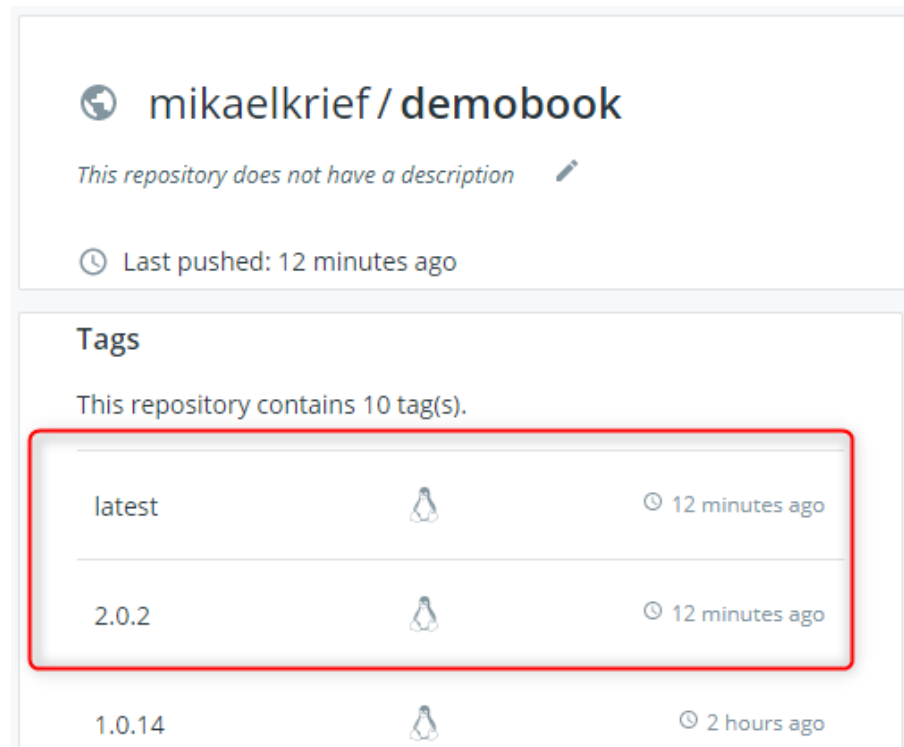 mikaelkrief / demobook
This repository does not have a description
Last pushed: 12 minutes ago
Tags
This repository contains 10 tag(s).
latest 12 minutes ago
2.0.2 12 minutes ago
1.0.14 2 hours ago